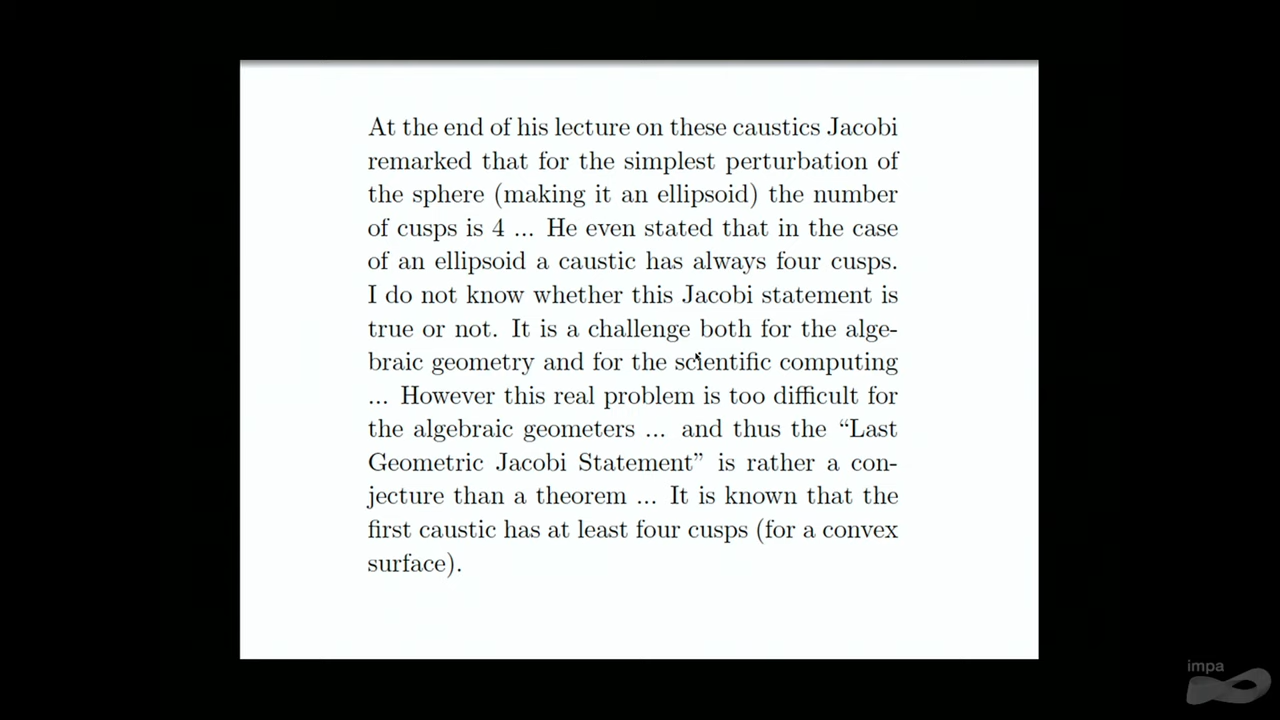 At the end of his lecture on these caustics Jacobi
remarked that for the simplest perturbation of
the sphere (making it an ellipsoid) the number
of cusps is 4 ... He even stated that in the case
of an ellipsoid a caustic has always four cusps.
I do not know whether this Jacobi statement is
true or not. It is a challenge both for the alge-
braic geometry and for the scientific computing
... However this real problem is too difficult for
the algebraic geometers ... and thus the “Last
Geometric Jacobi Statement” is rather a con-
jecture than a theorem ... It is known that the
first caustic has at least four cusps (for a convex
surface).
impa